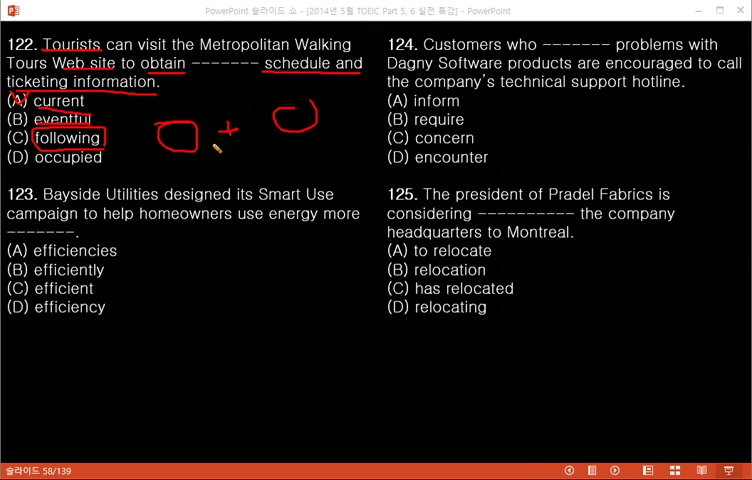 PowerPoint 슬라이드 쇼 - [2014년 5월 TOEIC Part 5, 6 실전 특강] - PowerPoint
122. Tourists can visit the Metropolitan Walking
Tours Web site to obtain ------- schedule and
ticketing information.
(A) current
(B) eventful
(C) following
(D) occupied
123. Bayside Utilities designed its Smart Use
campaign to help homeowners use energy more
-------.
(A) efficiencies
(B) efficiently
(C) efficient
(D) efficiency
124. Customers who ------- problems with
Dagny Software products are encouraged to call
the company's technical support hotline.
(A) inform
(B) require
(C) concern
(D) encounter
125. The president of Pradel Fabrics is
considering ---------- the company
headquarters to Montreal.
(A) to relocate
(B) relocation
(C) has relocated
(D) relocating
슬라이드 58/139